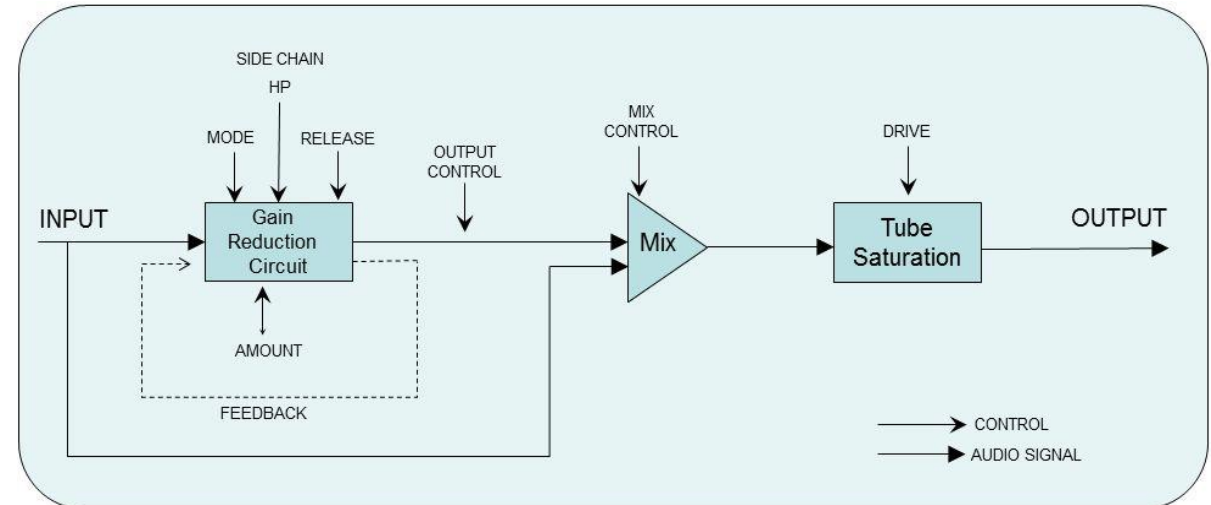 SIDE CHAIN
HP
MODE
RELEASE
OUTPUT
CONTROL
MIX
CONTROL
DRIVE
INPUT
Gain
Reduction
Circuit
Mix
Tube
Saturation
OUTPUT
AMOUNT
FEEDBACK
CONTROL
AUDIO SIGNAL